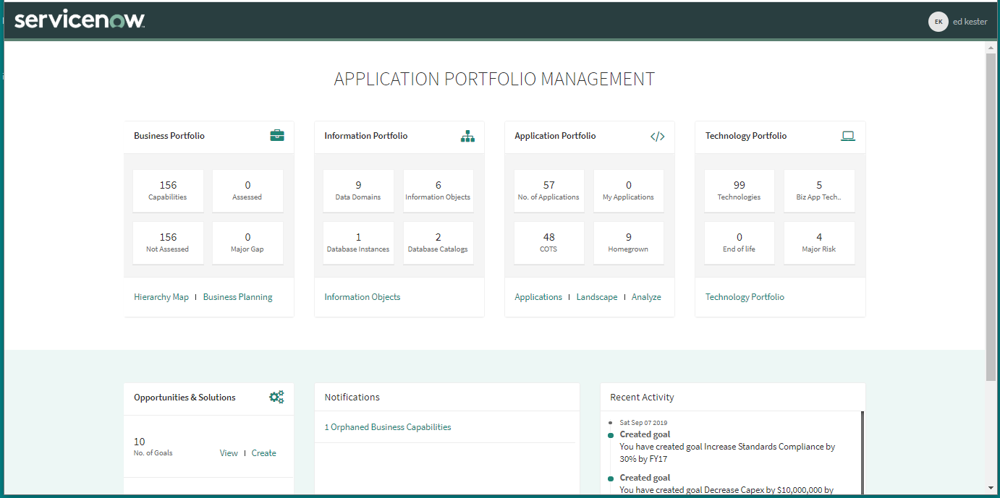 servicenow
EK
ed kester
APPLICATION PORTFOLIO MANAGEMENT
Business Portfolio
156
Capabilities
0
Assessed
156
Not Assessed
0
Major Gap
Hierarchy Map | Business Planning
Information Portfolio
9
Data Domains
6
Information Objects
1
Database Instances
2
Database Catalogs
Information Objects
Application Portfolio
</>
57
No. of Applications
0
My Applications
48
COTS
9
Homegrown
Applications | Landscape | Analyze
Technology Portfolio
99
Technologies
5
Biz App Tech..
0
End of life
4
Major Risk
Technology Portfolio
Opportunities & Solutions
10
No. of Goals
View | Create
Notifications
1 Orphaned Business Capabilities
Recent Activity
Sat Sep 07 2019
Created goal
You have created goal Increase Standards Compliance by
30% by FY17
Created goal
You have created goal Decrease Capex by $10,000,000 by